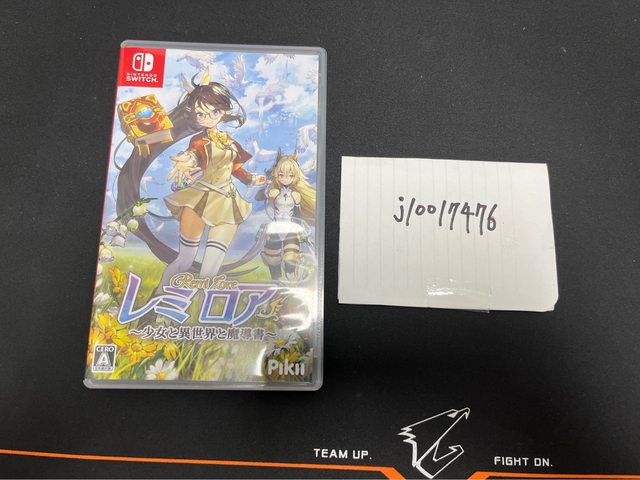 NINTENDO
SWITCH
RemiLore
レミロア
～少女と異世界と魔導書～
CERO
A
Pikii
j10017476
TEAM UP.
FIGHT ON.